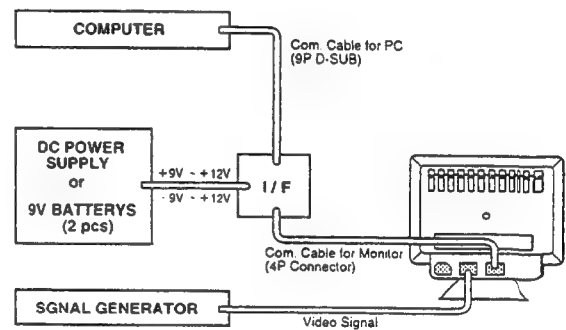 COMPUTER
Com. Cable for PC
(9P D-SUB)
DC POWER
SUPPLY
or
9V BATTERYS
(2 pcs)
+9V ~ +12V
-9V ~ +12V
I / F
Com. Cable for Monitor
(4P Connector)
SGNAL GENERATOR
Video Signal